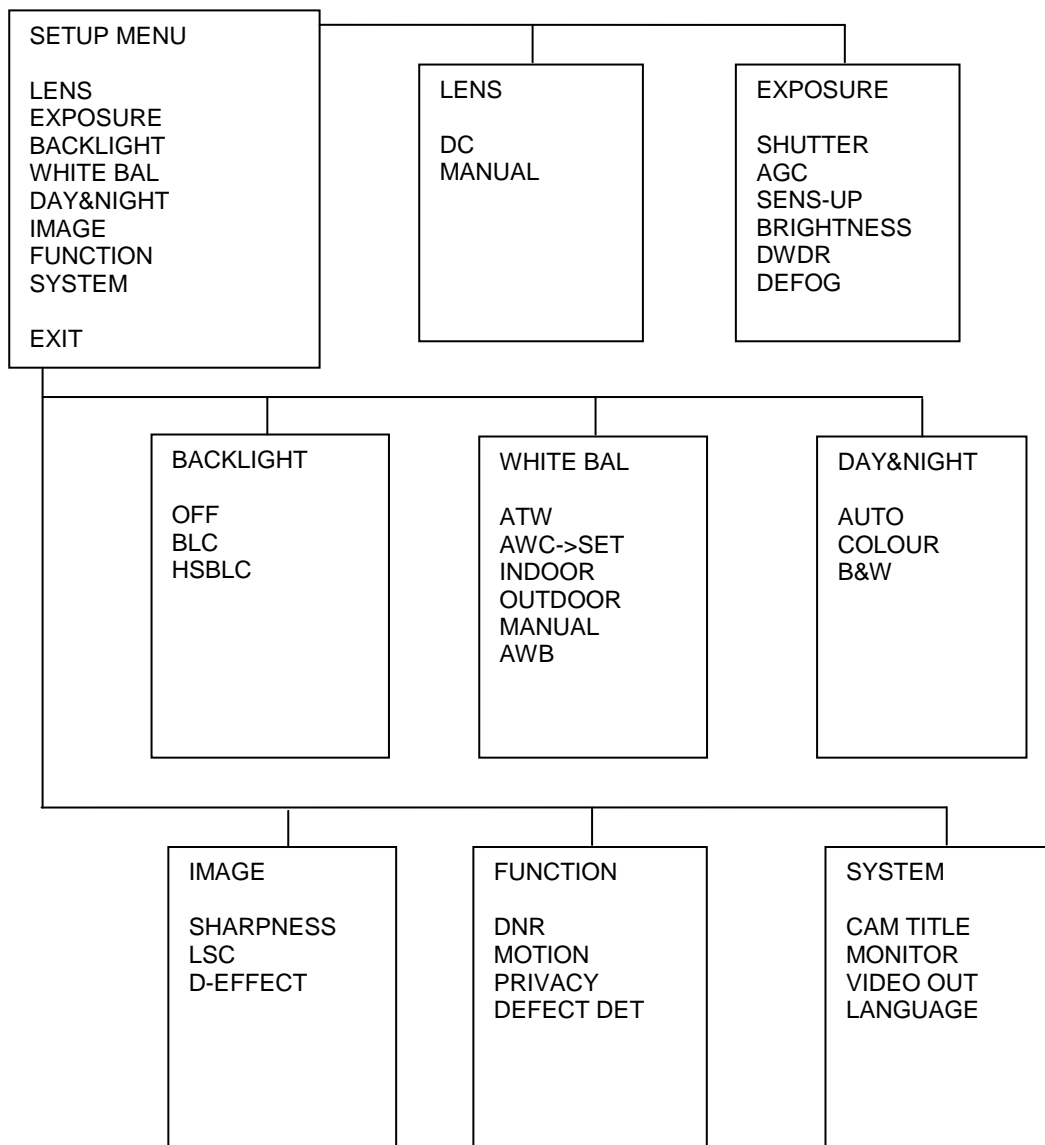 SETUP MENU
LENS
EXPOSURE
BACKLIGHT
WHITE BAL
DAY&NIGHT
IMAGE
FUNCTION
SYSTEM
EXIT
LENS
DC
MANUAL
EXPOSURE
SHUTTER
AGC
SENS-UP
BRIGHTNESS
DWDR
DEFOG
BACKLIGHT
OFF
BLC
HSBLC
WHITE BAL
ATW
AWC->SET
INDOOR
OUTDOOR
MANUAL
AWB
DAY&NIGHT
AUTO
COLOUR
B&W
IMAGE
SHARPNESS
LSC
D-EFFECT
FUNCTION
DNR
MOTION
PRIVACY
DEFECT DET
SYSTEM
CAM TITLE
MONITOR
VIDEO OUT
LANGUAGE